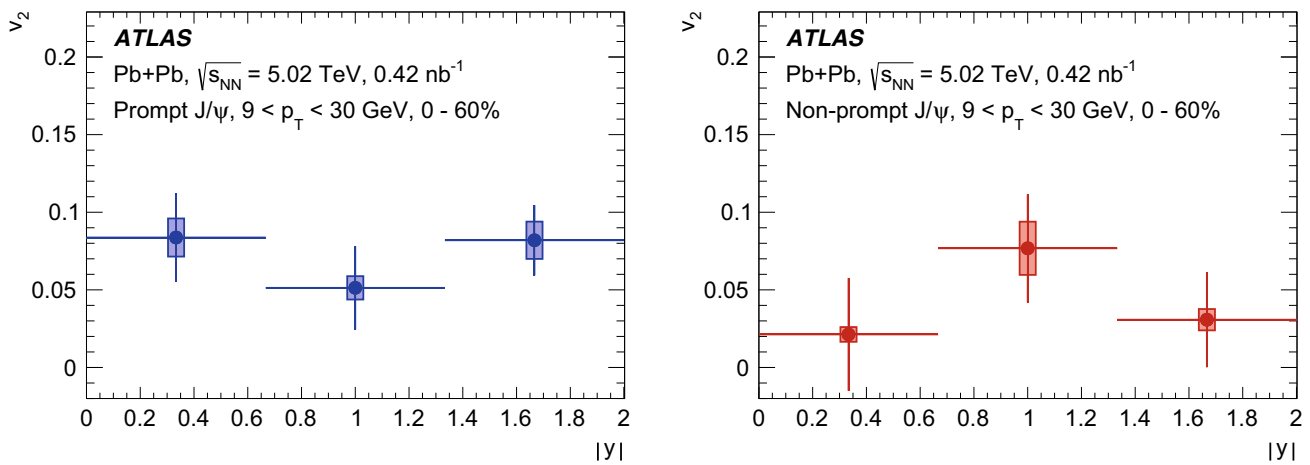 v2
0.2
0.15
0.1
0.05
0
ATLAS
Pb+Pb, √sNN = 5.02 TeV, 0.42 nb-1
Prompt J/ψ, 9 < pT < 30 GeV, 0 - 60%
0 0.2 0.4 0.6 0.8 1 1.2 1.4 1.6 1.8 2
|y|
v2
0.2
0.15
0.1
0.05
0
ATLAS
Pb+Pb, √sNN = 5.02 TeV, 0.42 nb-1
Non-prompt J/ψ, 9 < pT < 30 GeV, 0 - 60%
0 0.2 0.4 0.6 0.8 1 1.2 1.4 1.6 1.8 2
|y|